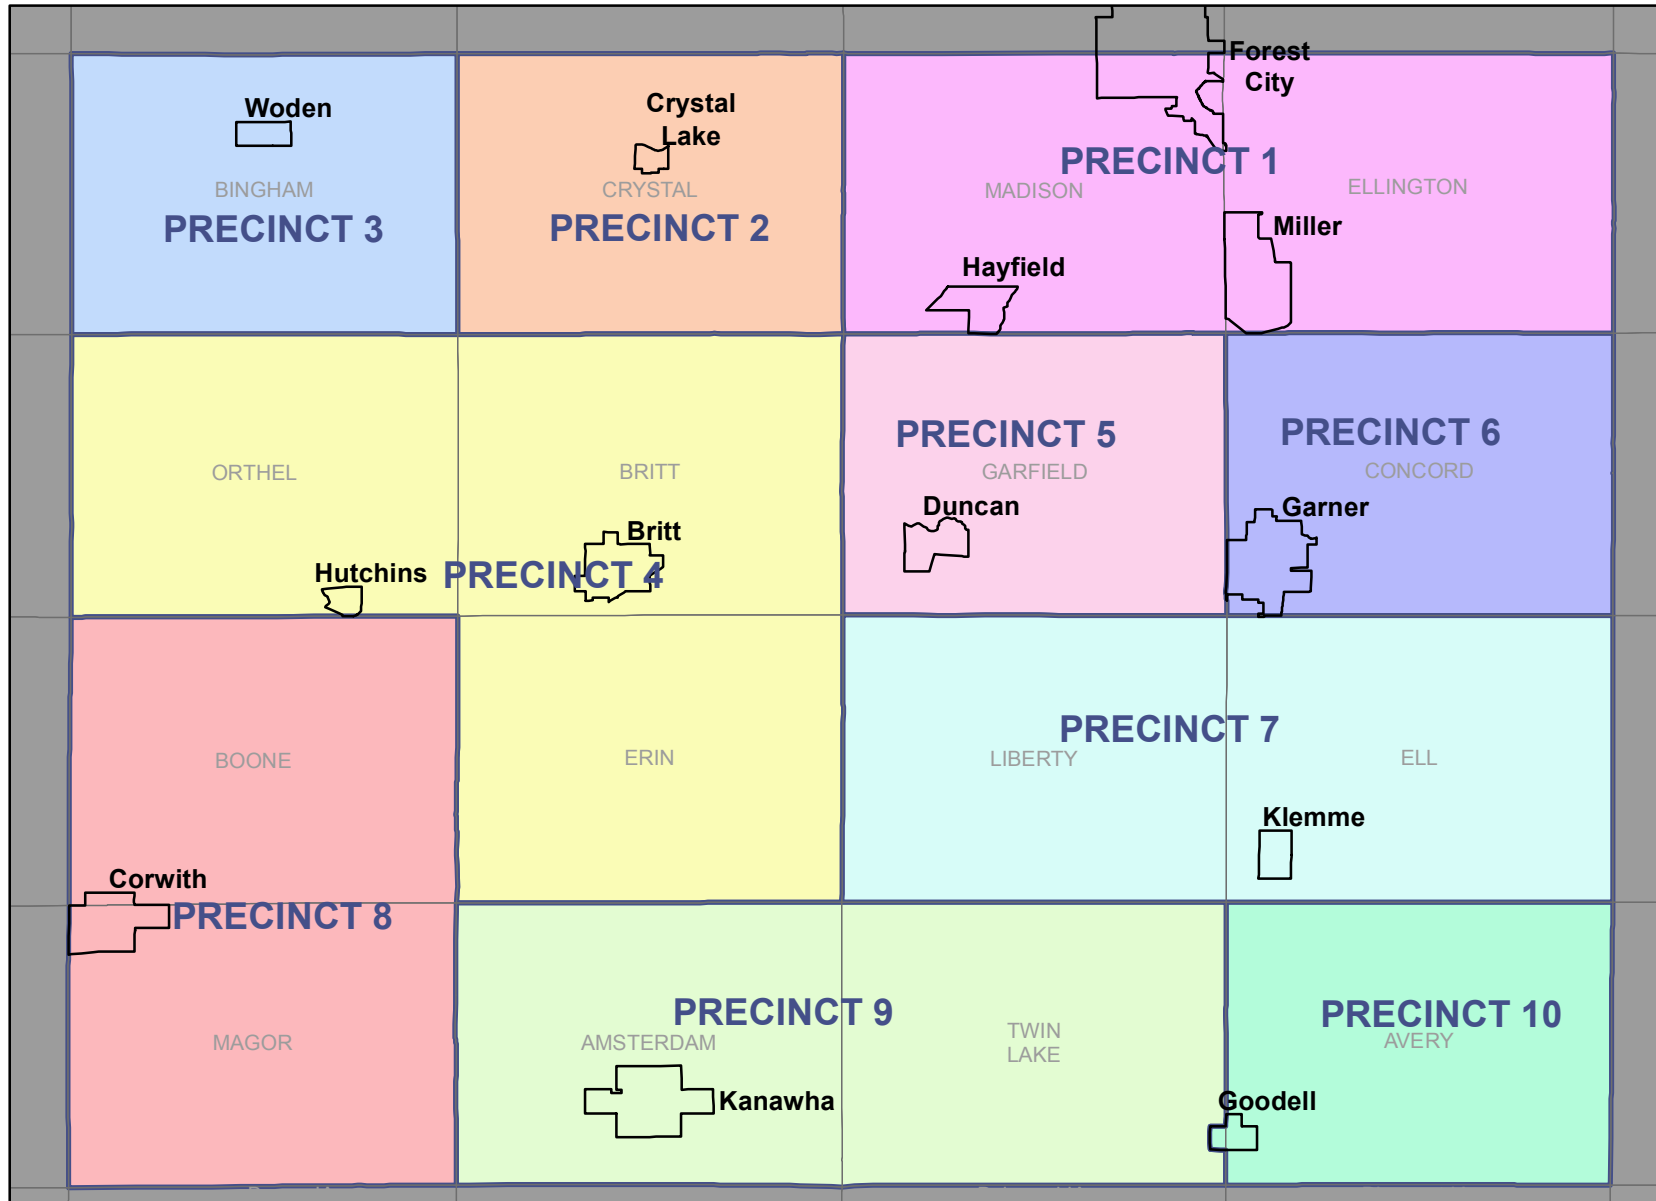 Forest
City
Woden
Crystal
Lake
PRECINCT 1
BINGHAM
CRYSTAL
MADISON
ELLINGTON
PRECINCT 3
PRECINCT 2
Miller
Hayfield
PRECINCT 5
PRECINCT 6
ORTHEL
BRITT
GARFIELD
CONCORD
Duncan
Garner
Britt
Hutchins
PRECINCT 4
PRECINCT 7
BOONE
ERIN
LIBERTY
ELL
Klemme
Corwith
PRECINCT 8
PRECINCT 9
PRECINCT 10
MAGOR
AMSTERDAM
TWIN
LAKE
AVERY
Kanawha
Goodell